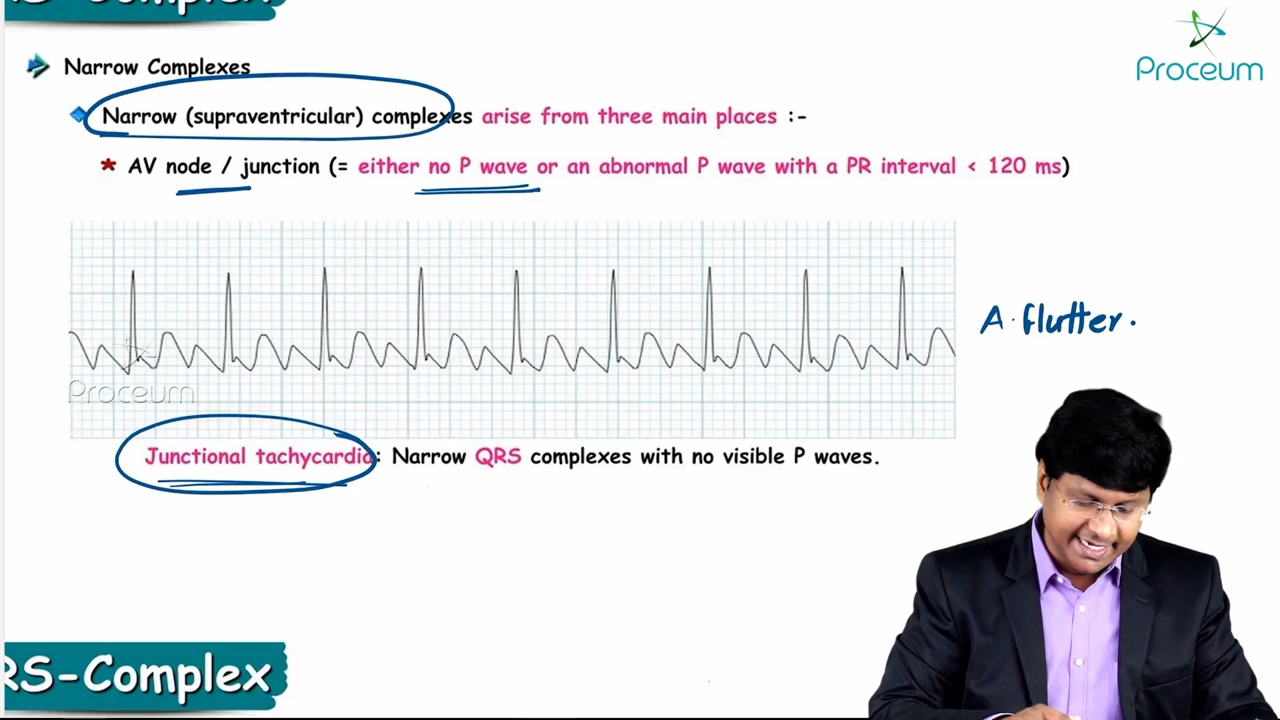 S-Complex
Proceum
Narrow Complexes
Narrow (supraventricular) complexes arise from three main places :-
* AV node / junction (= either no P wave or an abnormal P wave with a PR interval < 120 ms)
A. flutter.
Proceum
Junctional tachycardia: Narrow QRS complexes with no visible P waves.
RS-Complex